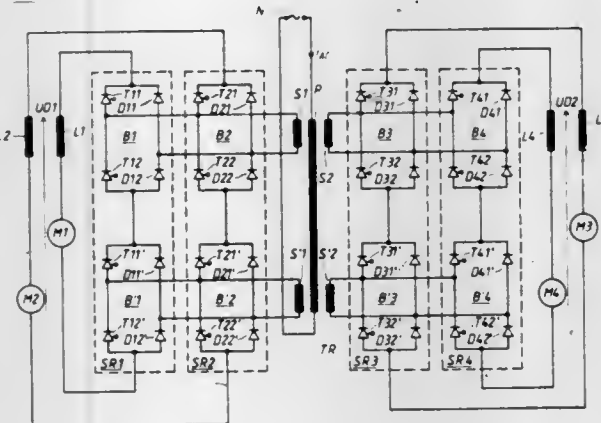 N
T11 T21 S1 P T31 T41
D11 D21 D31 D41
L2 UD1 L1 B1 B2 B3 B4 L4 UD2
T12 T22 S2 T32 T42
D12 D22 D32 D42
M1 M3
T11' T21' S'1 S'2 T31' T41'
M2 D11' D21' D31' D41' M4
B'1 B'2 B'3 B'4
T12' T22' T32' T42'
D12' D22' TR D32' D42'
SR1 SR2 SR3 SR4